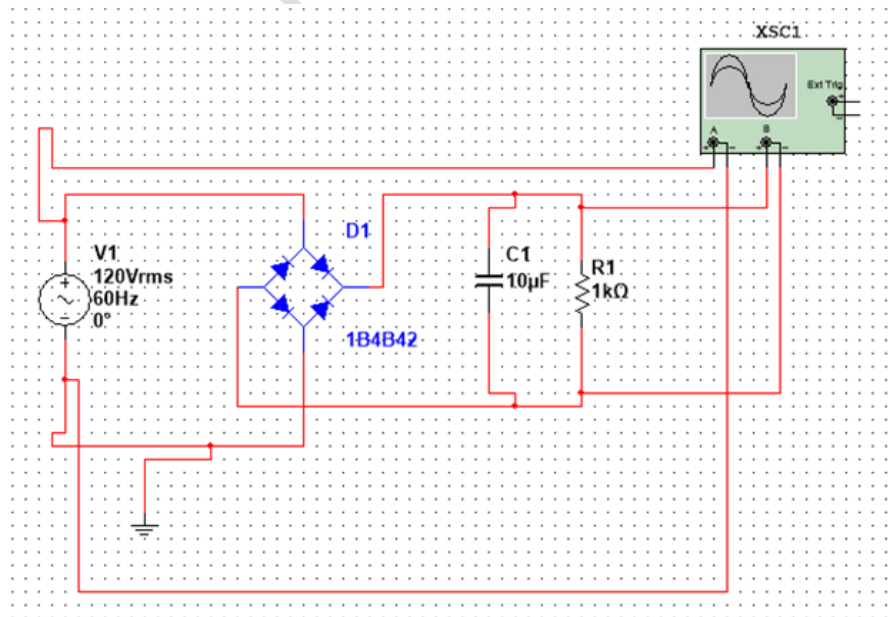 XSC1
Ext Trig
+
-
A
B
+ - + -
D1
V1
120Vrms
60Hz
0°
+
~
-
C1
10µF
R1
1kΩ
1B4B42